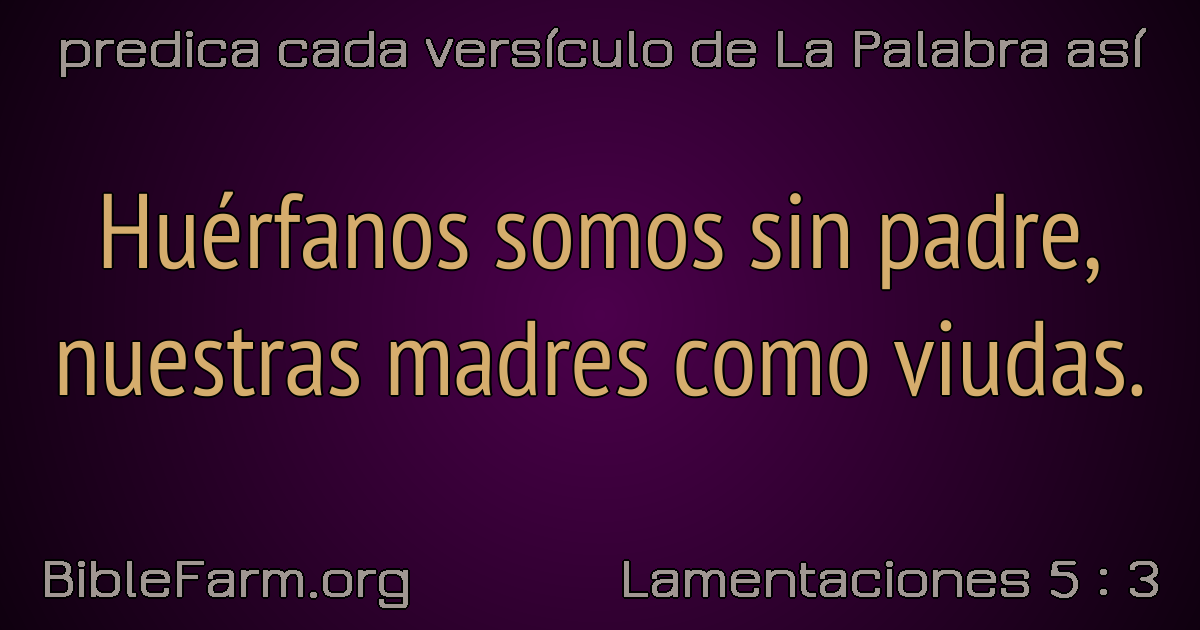 predica cada versículo de La Palabra así
Huérfanos somos sin padre,
nuestras madres como viudas.
BibleFarm.org
Lamentaciones 5 : 3